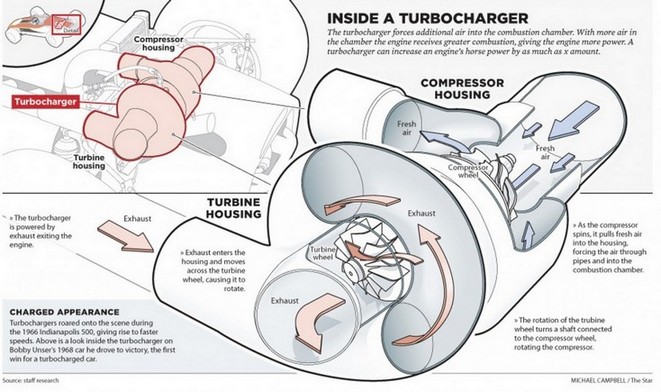 Detail
INSIDE A TURBOCHARGER
The turbocharger forces additional air into the combustion chamber. With more air in
the chamber the engine receives greater combustion, giving the engine more power. A
turbocharger can increase an engine's horse power by as much as x amount.
Compressor
housing
Turbocharger
Turbine
housing
COMPRESSOR
HOUSING
Fresh
air
Fresh
air
Compressor
wheel
TURBINE
HOUSING
Exhaust
Turbine
wheel
Exhaust
Exhaust
» The turbocharger
is powered by
exhaust exiting the
engine.
» Exhaust enters the
housing and moves
across the turbine
wheel, causing it to
rotate.
» As the compressor
spins, it pulls fresh air
into the housing,
forcing the air through
pipes and into the
combustion chamber.
» The rotation of the trubine
wheel turns a shaft connected
to the compressor wheel,
rotating the compressor.
CHARGED APPEARANCE
Turbochargers roared onto the scene during
the 1966 Indianapolis 500, giving rise to faster
speeds. Above is a look inside the turbocharger on
Bobby Unser's 1968 car he drove to victory, the first
win for a turbocharged car.
Source: staff research
MICHAEL CAMPBELL / The Star